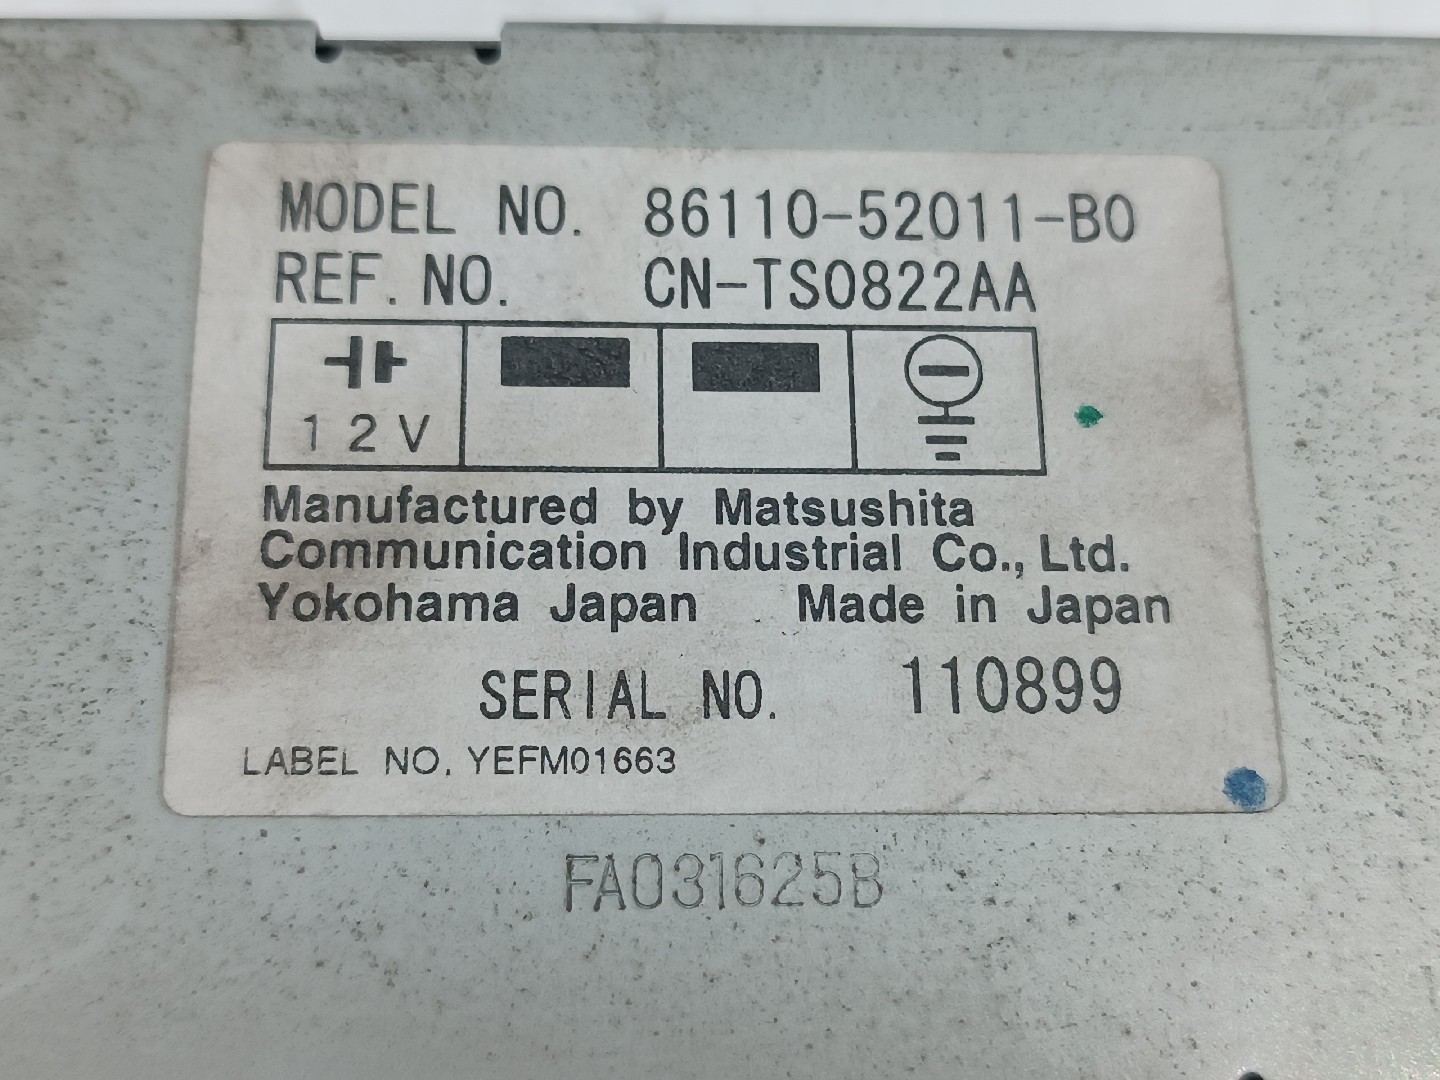 MODEL NO. 86110-52011-B0
REF. NO. CN-TS0822AA
12V
Manufactured by Matsushita
Communication Industrial Co., Ltd.
Yokohama Japan Made in Japan
SERIAL NO. 110899
LABEL NO. YEFM01663
FA031625B